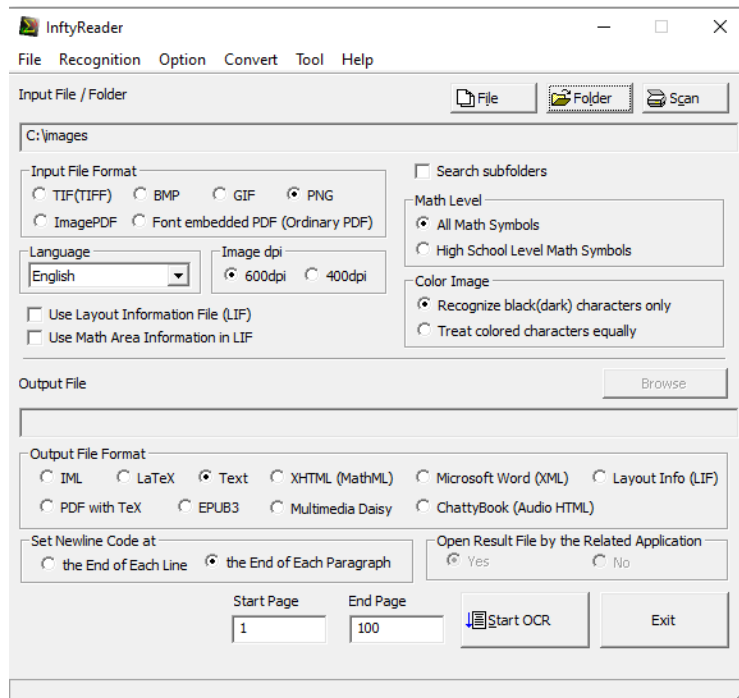 InftyReader
File Recognition Option Convert Tool Help
Input File / Folder File Folder Scan
C:\images
Input File Format Search subfolders
TIF(TIFF) BMP GIF PNG Math Level
ImagePDF Font embedded PDF (Ordinary PDF) All Math Symbols
Language Image dpi High School Level Math Symbols
English 600dpi 400dpi Color Image
Recognize black(dark) characters only
Use Layout Information File (LIF) Treat colored characters equally
Use Math Area Information in LIF
Output File Browse
Output File Format
IML LaTeX Text XHTML (MathML) Microsoft Word (XML) Layout Info (LIF)
PDF with TeX EPUB3 Multimedia Daisy ChattyBook (Audio HTML)
Set Newline Code at Open Result File by the Related Application
the End of Each Line the End of Each Paragraph Yes No
Start Page End Page
1 100 Start OCR Exit